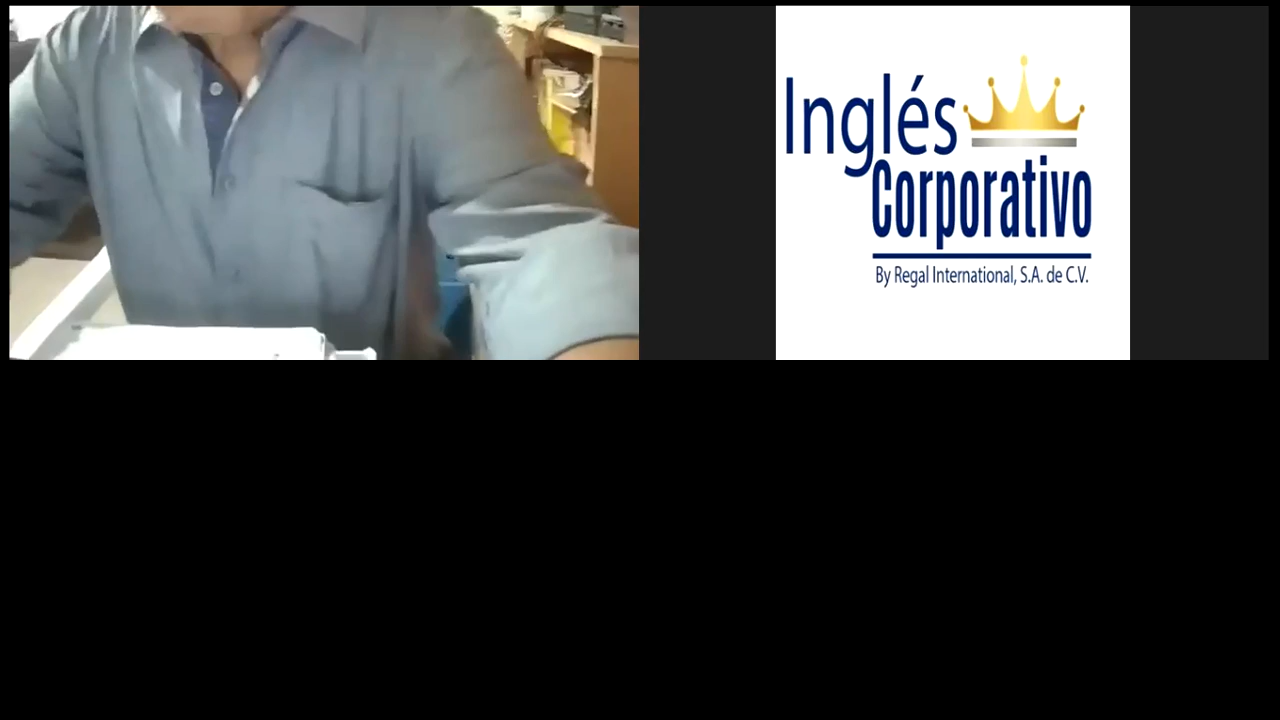 Inglés
Corporativo
By Regal International, S.A. de C.V.